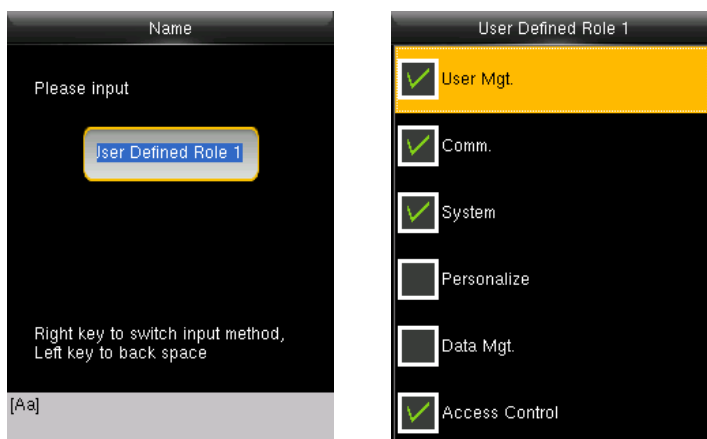 Name
Please input
User Defined Role 1
Right key to switch input method,
Left key to back space
[Aa]
User Defined Role 1
User Mgt.
Comm.
System
Personalize
Data Mgt.
Access Control